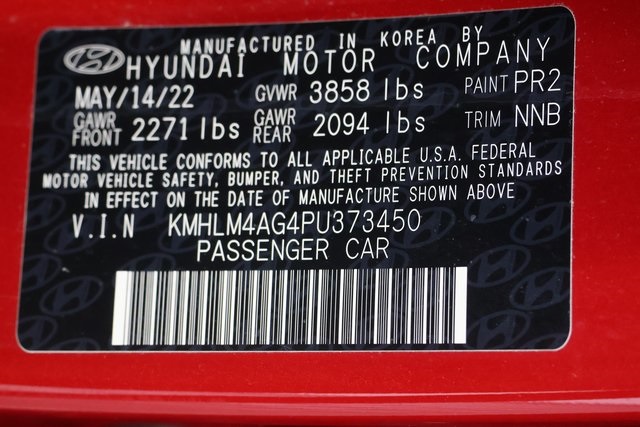 MANUFACTURED IN KOREA BY
HYUNDAI MOTOR COMPANY
MAY/14/22 GVWR 3858 lbs PAINT PR2
GAWR FRONT 2271 lbs GAWR REAR 2094 lbs TRIM NNB
THIS VEHICLE CONFORMS TO ALL APPLICABLE U.S.A. FEDERAL
MOTOR VEHICLE SAFETY, BUMPER, AND THEFT PREVENTION STANDARDS
IN EFFECT ON THE DATE OF MANUFACTURE SHOWN ABOVE
V.I.N KMHLM4AG4PU373450
PASSENGER CAR